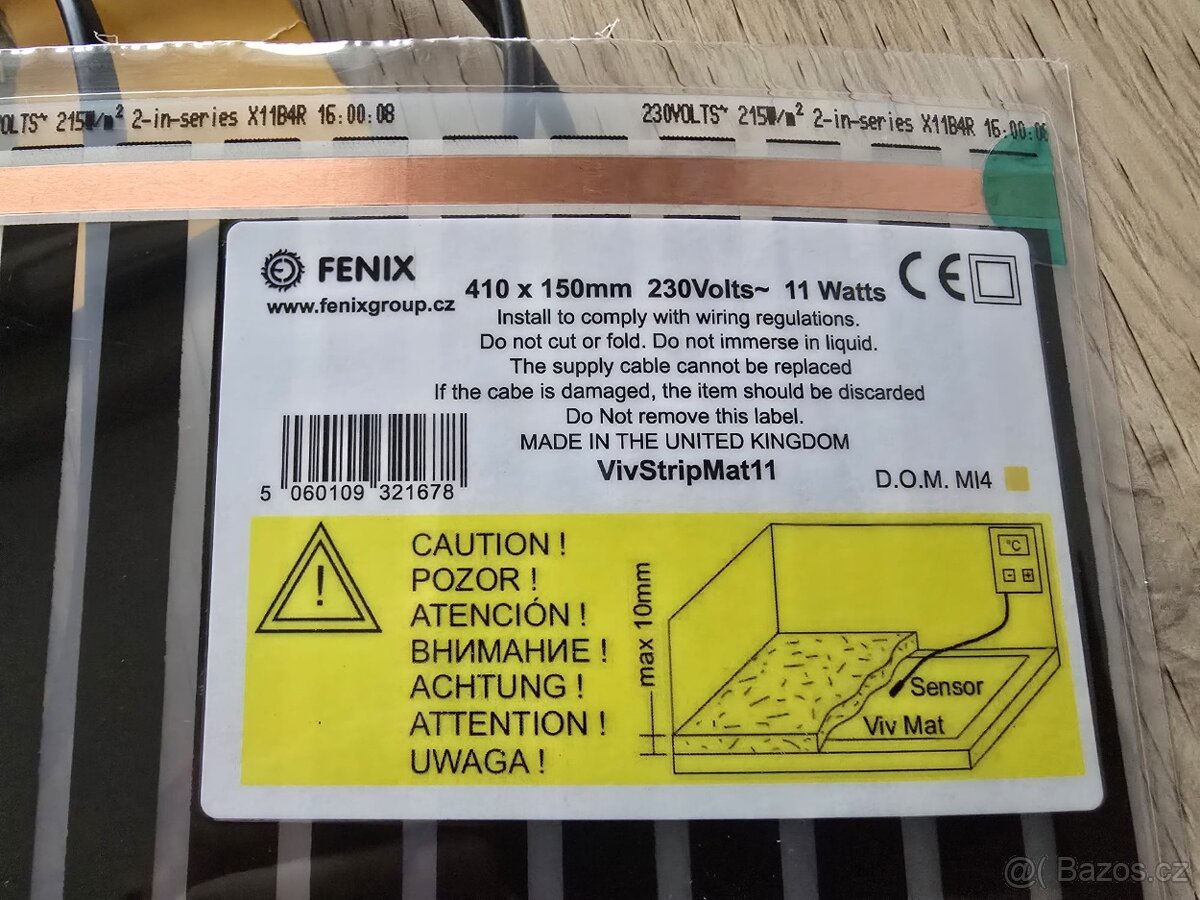 OLTS~ 215W/m² 2-in-series X11B4R 16:00:08
230VOLTS~ 215W/m² 2-in-series X11B4R 16:00:08
FENIX
www.fenixgroup.cz
410 x 150mm 230Volts~ 11 Watts
CE
Install to comply with wiring regulations.
Do not cut or fold. Do not immerse in liquid.
The supply cable cannot be replaced
If the cabe is damaged, the item should be discarded
Do Not remove this label.
MADE IN THE UNITED KINGDOM
VivStripMat11
D.O.M. MI4
5 060109 321678
!
CAUTION !
POZOR !
ATENCIÓN !
ВНИМАНИЕ !
ACHTUNG !
ATTENTION !
UWAGA !
max 10mm
°C
- +
Sensor
Viv Mat
@( Bazos.cz